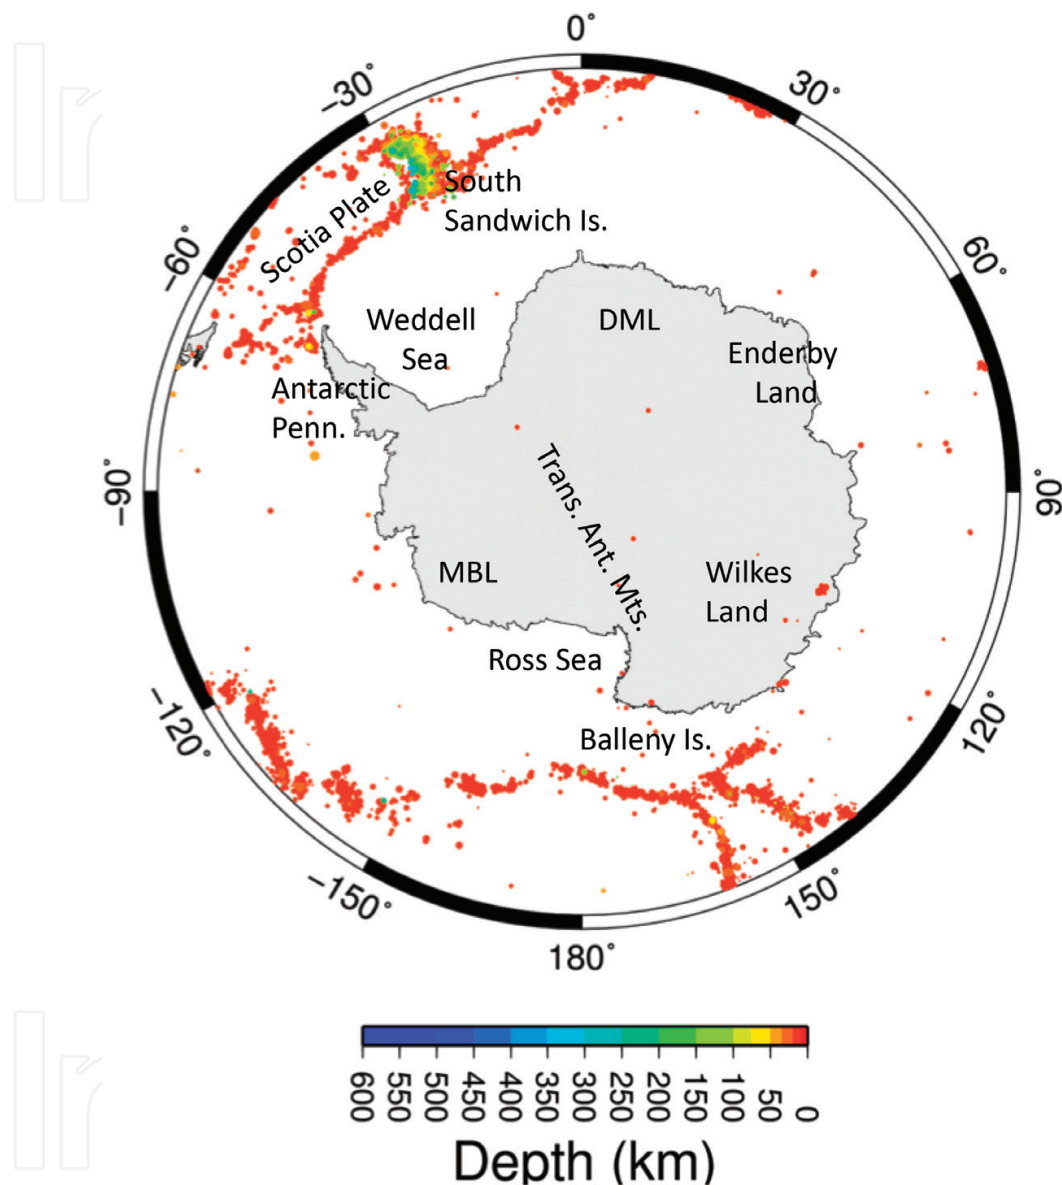 0°
−30°
30°
South
Sandwich Is.
Scotia Plate
−60°
60°
Weddell
Sea
DML
Enderby
Land
Antarctic
Penn.
Trans. Ant. Mts.
−90°
90°
MBL
Wilkes
Land
Ross Sea
−120°
120°
Balleny Is.
−150°
150°
180°
600
550
500
450
400
350
300
250
200
150
100
50
0
Depth (km)